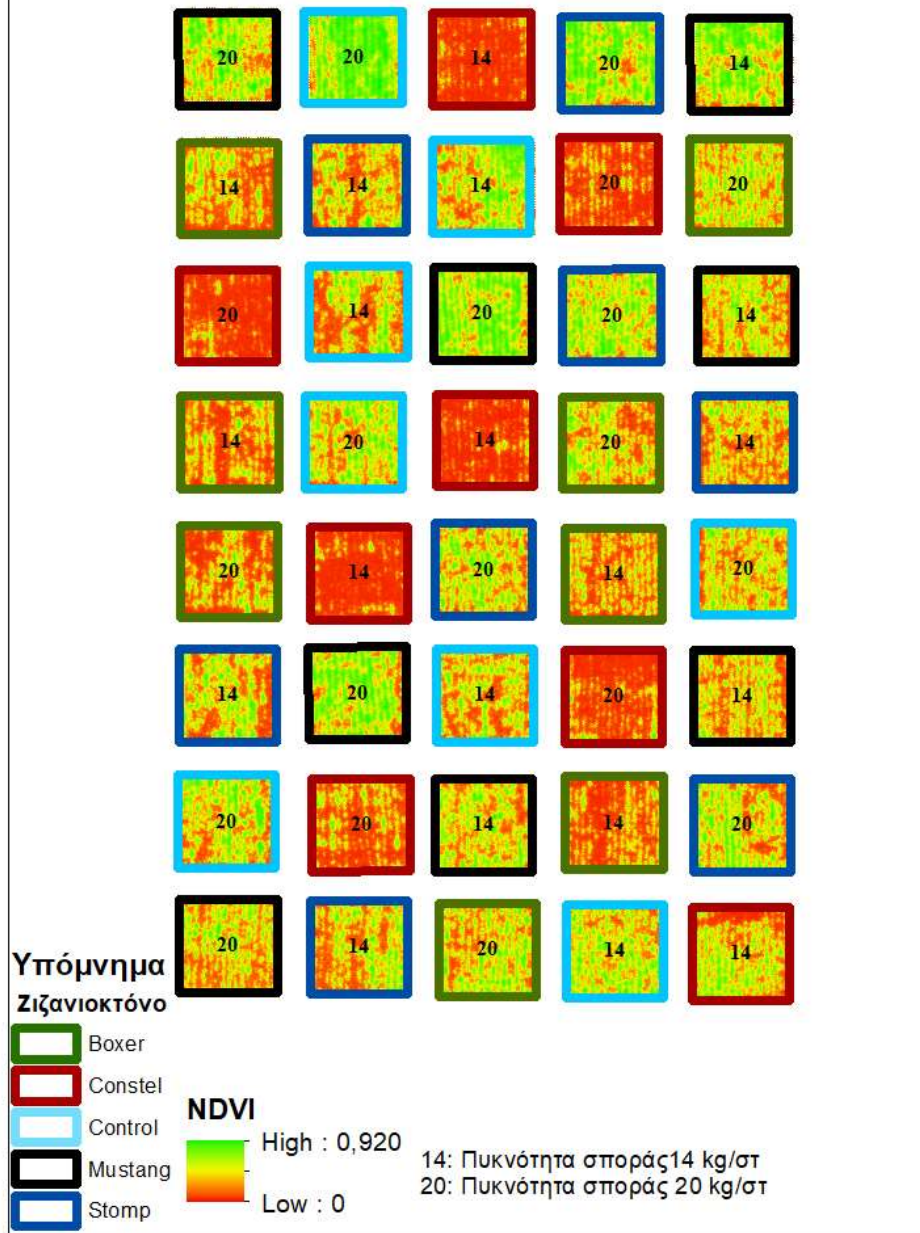 20 20 14 20 14
14 14 14 20 20
20 14 20 20 14
14 20 14 20 14
20 14 20 14 20
14 20 14 20 14
20 20 14 14 20
20 14 20 14 14
Υπόμνημα
Ζιζανιοκτόνο
Boxer
Constel
Control
Mustang
Stomp
NDVI
High : 0,920
Low : 0
14: Πυκνότητα σποράς14 kg/στ
20: Πυκνότητα σποράς 20 kg/στ